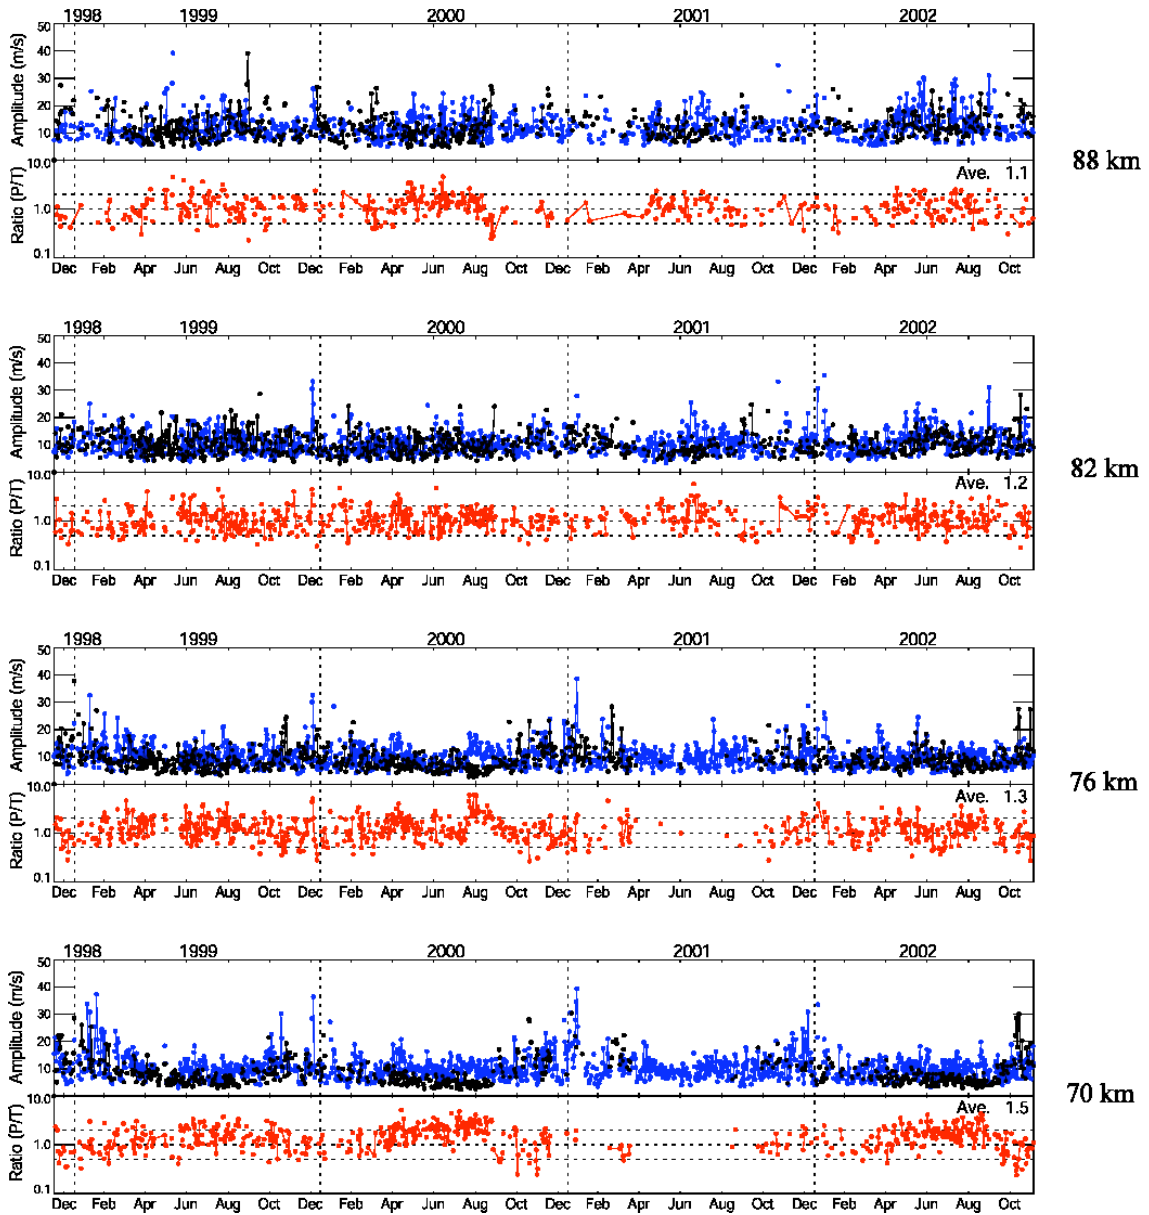 1998 1999 2000 2001 2002
50
40
30
20
10
Amplitude (m/s)
88 km
10.0
1.0
0.1
Ratio (P/T)
Ave. 1.1
Dec Feb Apr Jun Aug Oct Dec Feb Apr Jun Aug Oct Dec Feb Apr Jun Aug Oct Dec Feb Apr Jun Aug Oct
1998 1999 2000 2001 2002
50
40
30
20
10
Amplitude (m/s)
82 km
10.0
1.0
0.1
Ratio (P/T)
Ave. 1.2
Dec Feb Apr Jun Aug Oct Dec Feb Apr Jun Aug Oct Dec Feb Apr Jun Aug Oct Dec Feb Apr Jun Aug Oct
1998 1999 2000 2001 2002
50
40
30
20
10
Amplitude (m/s)
76 km
10.0
1.0
0.1
Ratio (P/T)
Ave. 1.3
Dec Feb Apr Jun Aug Oct Dec Feb Apr Jun Aug Oct Dec Feb Apr Jun Aug Oct Dec Feb Apr Jun Aug Oct
1998 1999 2000 2001 2002
50
40
30
20
10
Amplitude (m/s)
70 km
10.0
1.0
0.1
Ratio (P/T)
Ave. 1.5
Dec Feb Apr Jun Aug Oct Dec Feb Apr Jun Aug Oct Dec Feb Apr Jun Aug Oct Dec Feb Apr Jun Aug Oct